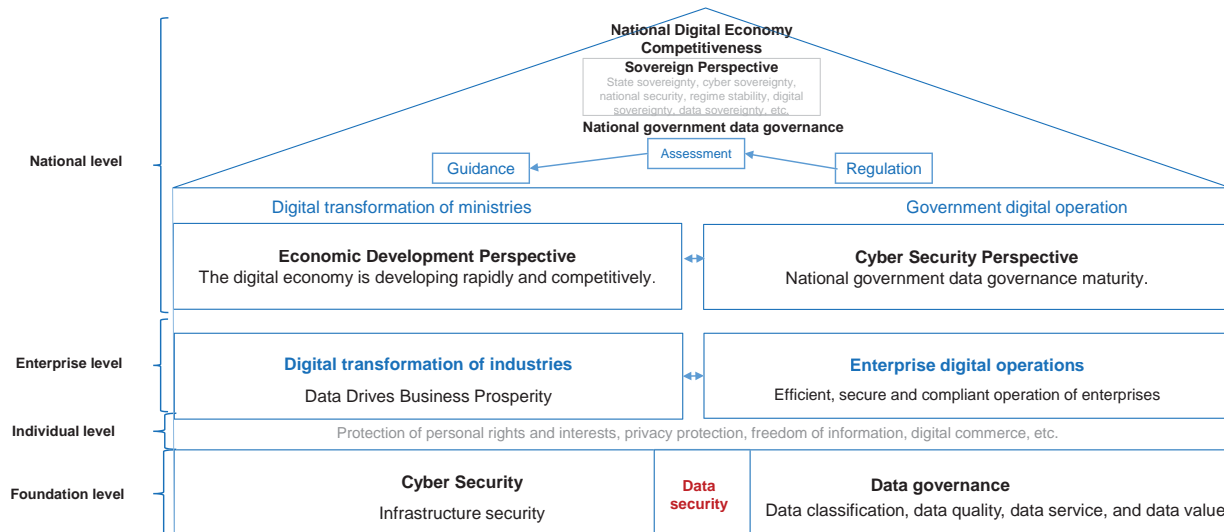 National Digital Economy
Competitiveness
Sovereign Perspective
State sovereignty, cyber sovereignty,
national security, regime stability, digital
sovereignty, data sovereignty, etc.
National government data governance
National level
Guidance
Assessment
Regulation
Digital transformation of ministries
Government digital operation
Economic Development Perspective
The digital economy is developing rapidly and competitively.
Cyber Security Perspective
National government data governance maturity.
Enterprise level
Digital transformation of industries
Data Drives Business Prosperity
Enterprise digital operations
Efficient, secure and compliant operation of enterprises
Individual level
Protection of personal rights and interests, privacy protection, freedom of information, digital commerce, etc.
Foundation level
Cyber Security
Infrastructure security
Data
security
Data governance
Data classification, data quality, data service, and data value